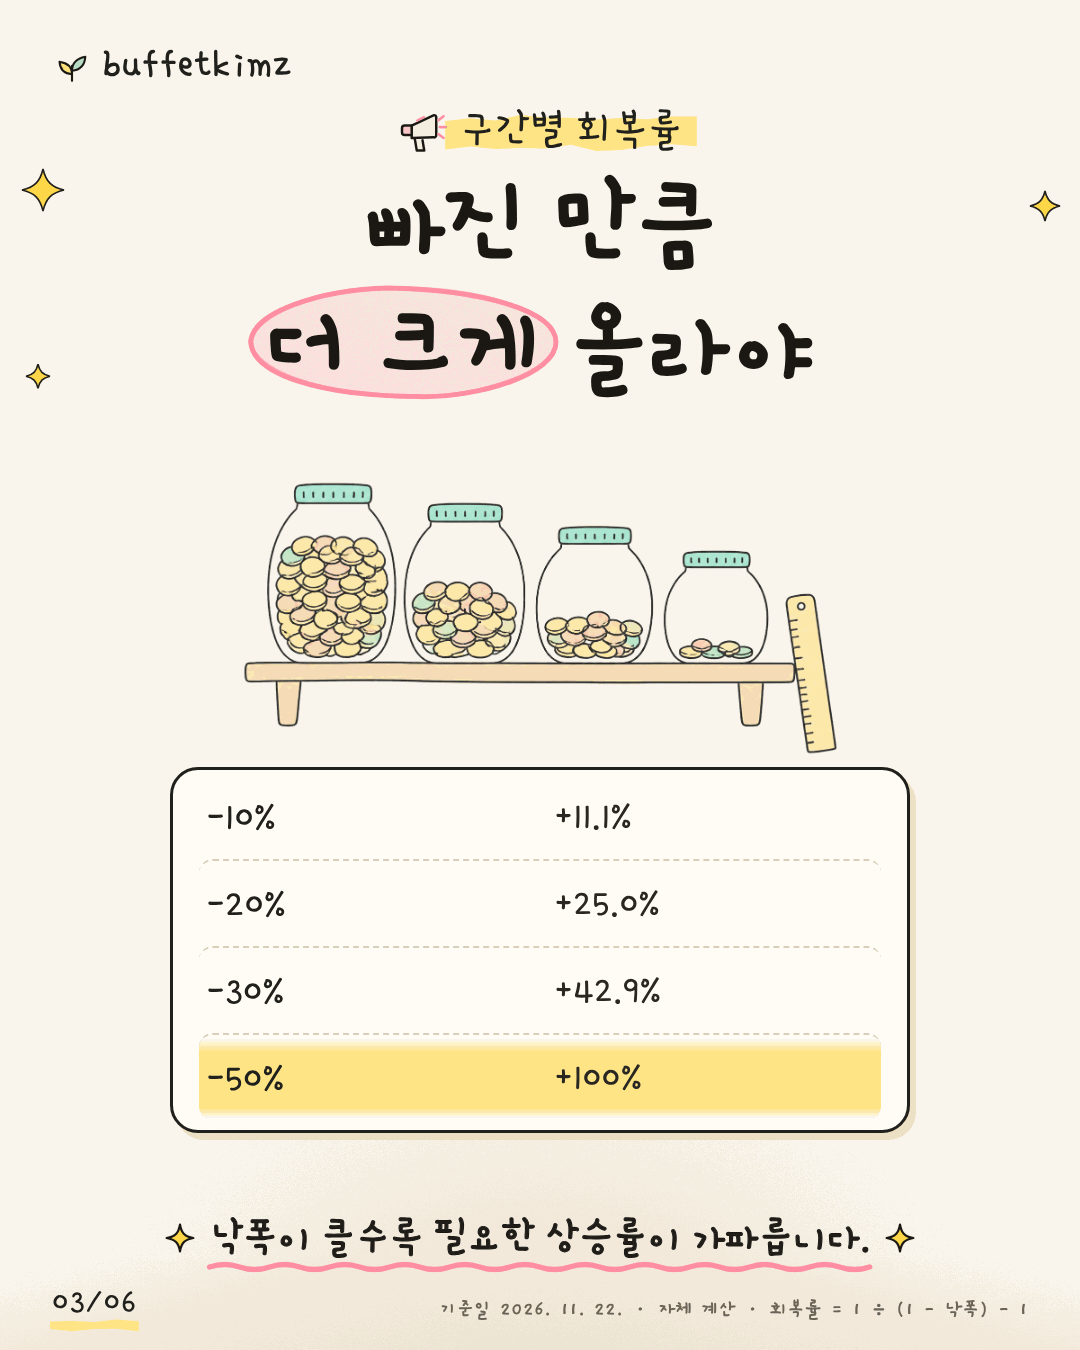 buffetkimz
구간별 회복률
빠진 만큼
더 크게 올라야
-10% +11.1%
-20% +25.0%
-30% +42.9%
-50% +100%
낙폭이 클수록 필요한 상승률이 가파릅니다.
03/06
기준일 2026. 11. 22. · 자체 계산 · 회복률 = 1 ÷ (1 - 낙폭) - 1